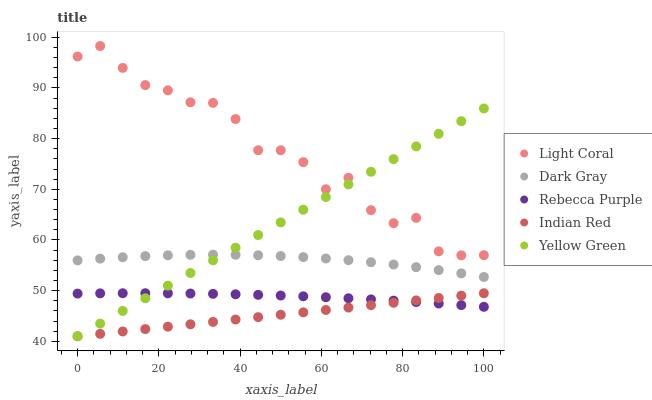 title
yaxis_label
100
90
80
70
60
50
40
0
20
40
60
80
100
xaxis_label
Light Coral
Dark Gray
Rebecca Purple
Indian Red
Yellow Green